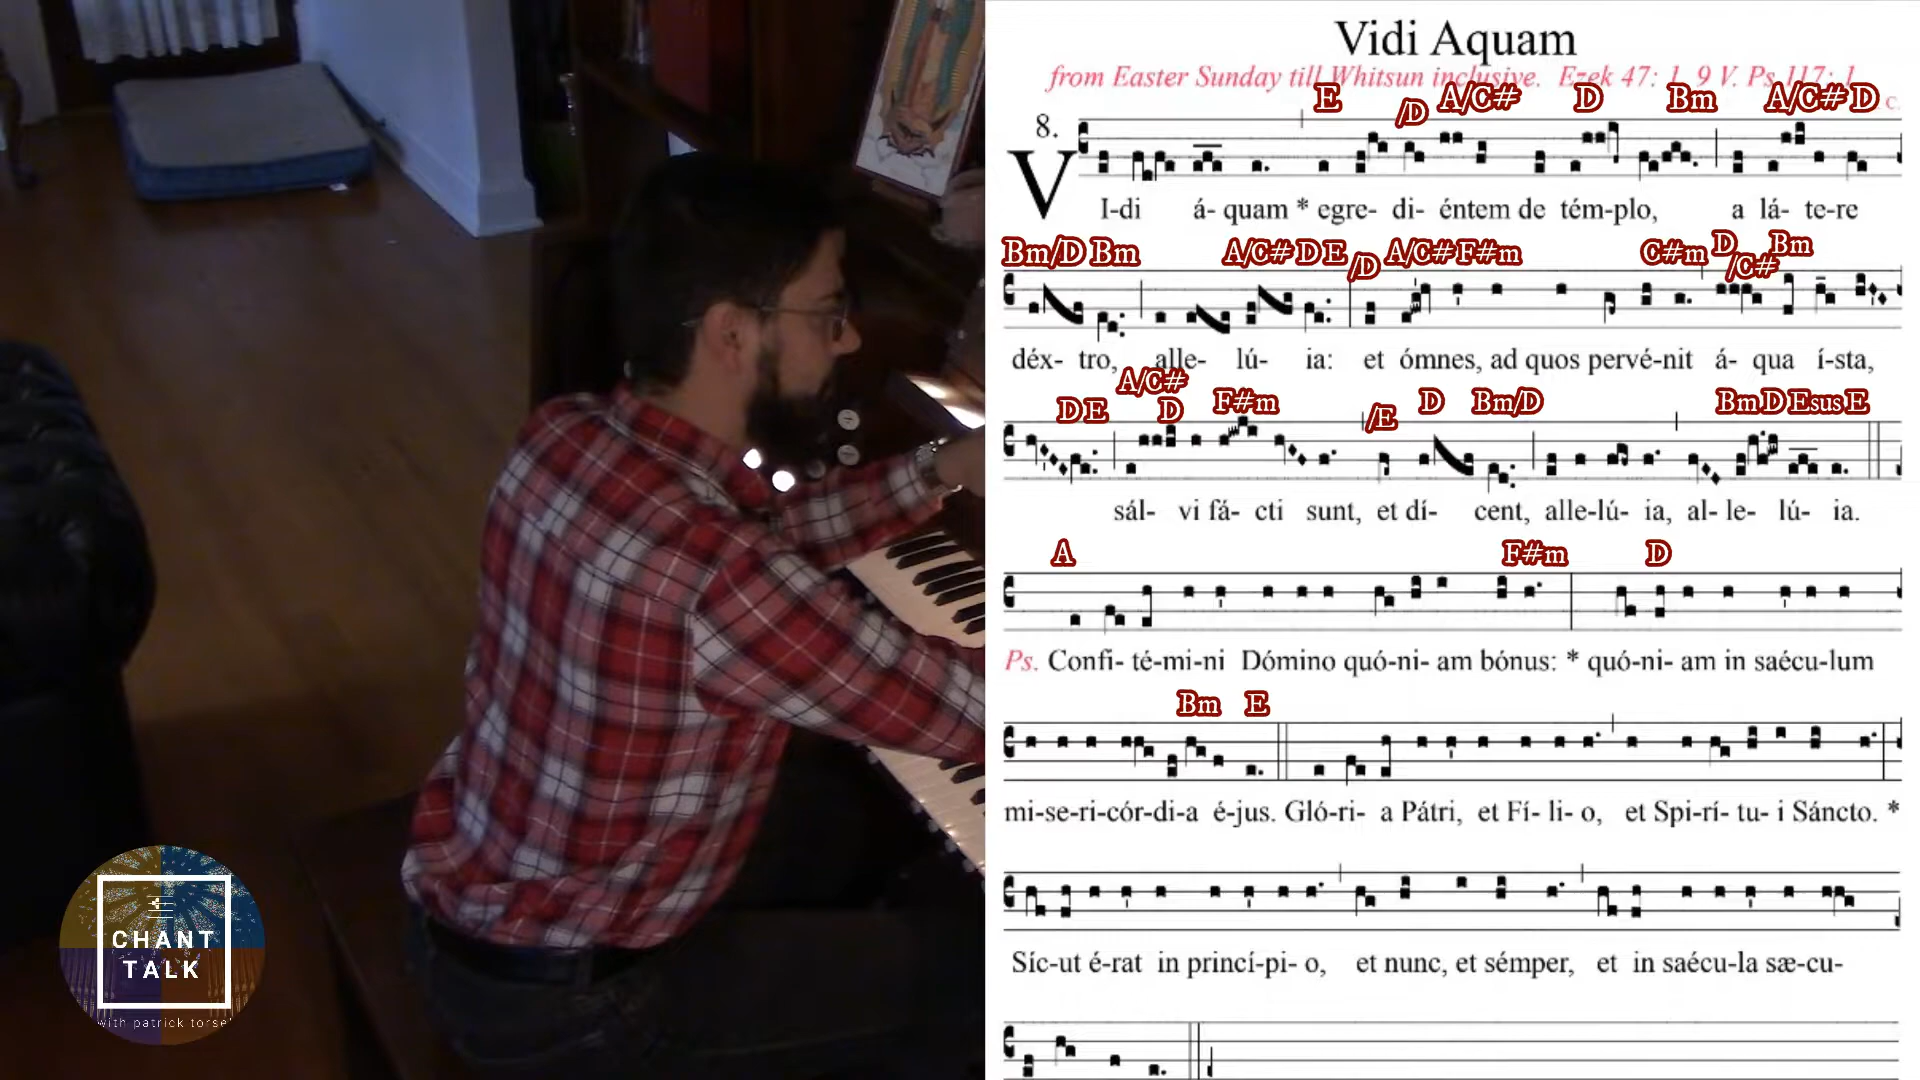 Vidi Aquam
from Easter Sunday till Whitsun inclusive. Ezek 47: 1, 9 V. Ps 117: 1
E /D A/C# D Bm A/C# D
8.
VI-di á- quam * egre- di- éntem de tém-plo, a lá- te-re
Bm/D Bm A/C# D E /D A/C# F#m C#m D /C# Bm
déx- tro, alle- lú- ia: et ómnes, ad quos pervé-nit á- qua í-sta,
D E A/C# D F#m /E D Bm/D Bm D Esus E
sál- vi fá- cti sunt, et dí- cent, alle-lú- ia, al- le- lú- ia.
A F#m D
Ps. Confi- té-mi-ni Dómino quó-ni- am bónus: * quó-ni- am in saécu-lum
Bm E
mi-se-ri-cór-di-a é-jus. Gló-ri- a Pátri, et Fí- li- o, et Spi-rí- tu- i Sáncto. *
Síc-ut é-rat in princí-pi- o, et nunc, et sémper, et in saécu-la sæ-cu-
CHANT
TALK
with patrick torse